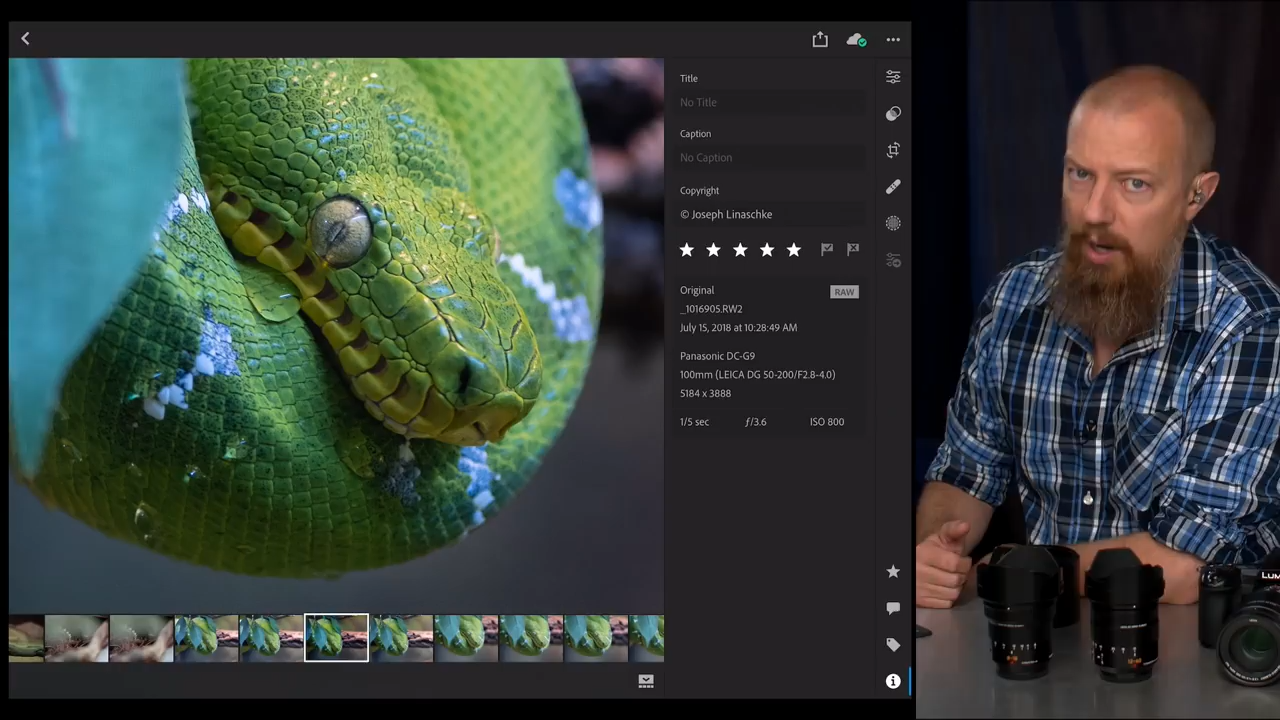 Title
No Title
Caption
No Caption
Copyright
© Joseph Linaschke
Original
RAW
_1016905.RW2
July 15, 2018 at 10:28:49 AM
Panasonic DC-G9
100mm (LEICA DG 50-200/F2.8-4.0)
5184 x 3888
1/5 sec
ƒ/3.6
ISO 800